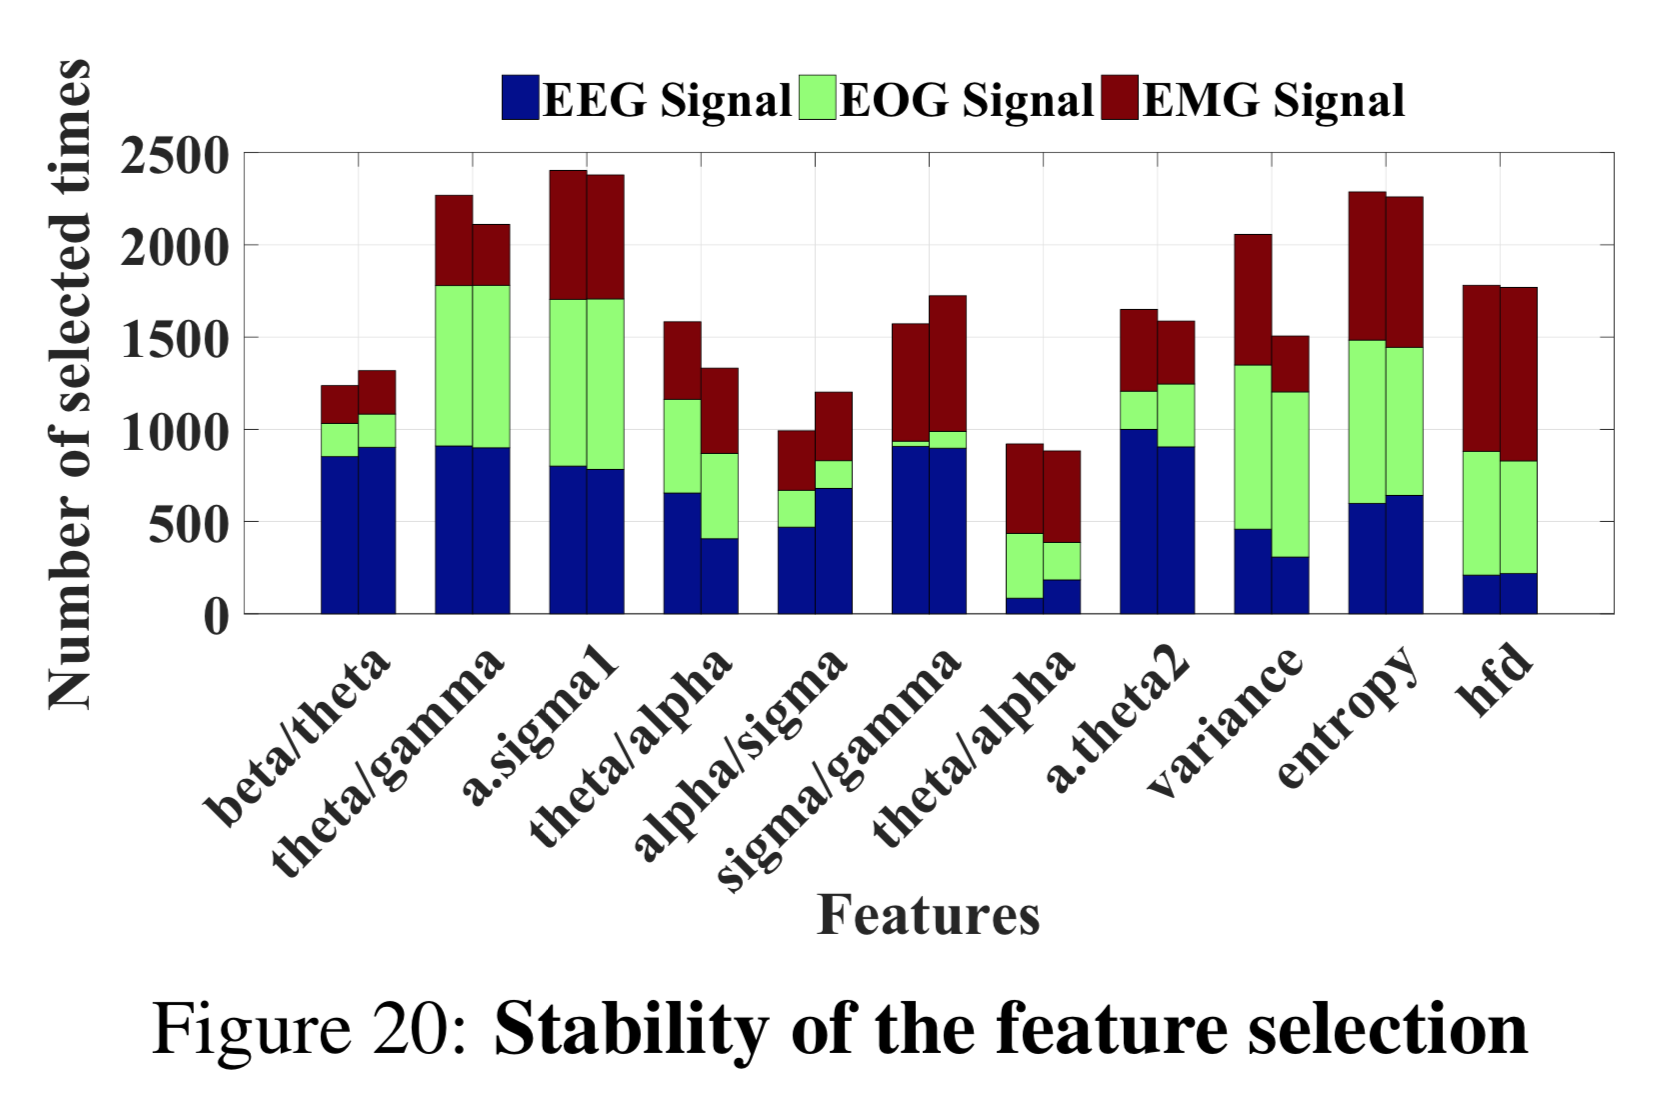 EEG Signal EOG Signal EMG Signal
Number of selected times
2500
2000
1500
1000
500
0
beta/theta
theta/gamma
a.sigma1
theta/alpha
alpha/sigma
sigma/gamma
theta/alpha
a.theta2
variance
entropy
hfd
Features
Figure 20: Stability of the feature selection